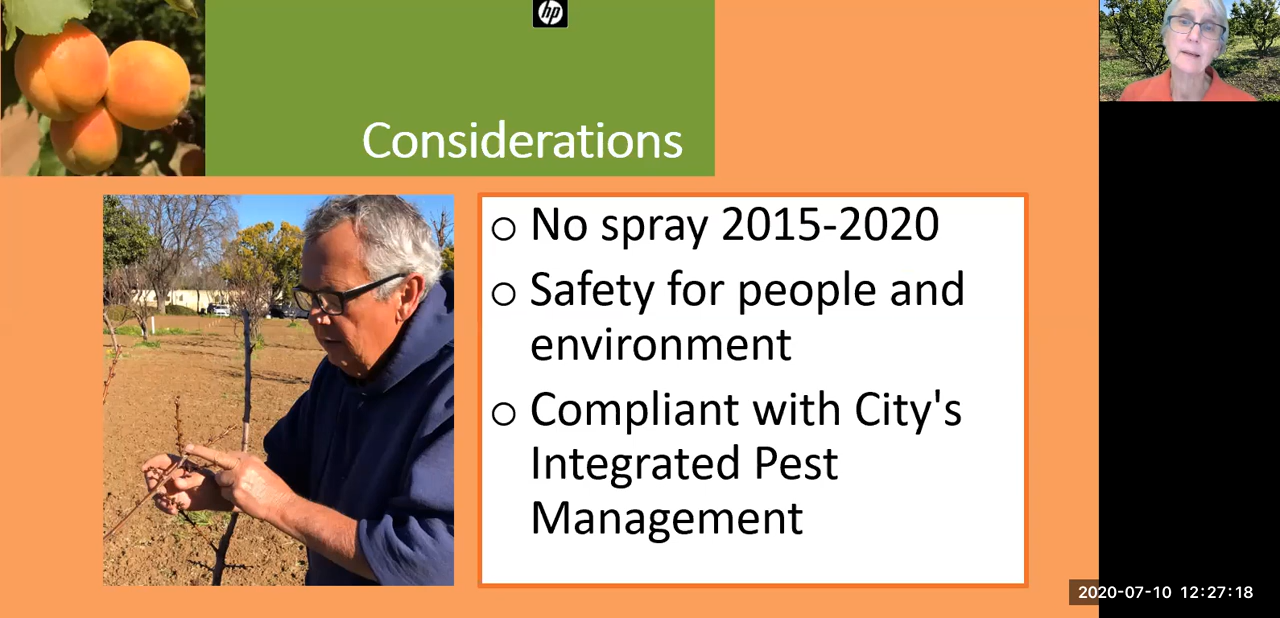 hp
Considerations
o No spray 2015-2020
o Safety for people and
environment
o Compliant with City's
Integrated Pest
Management
2020-07-10 12:27:18